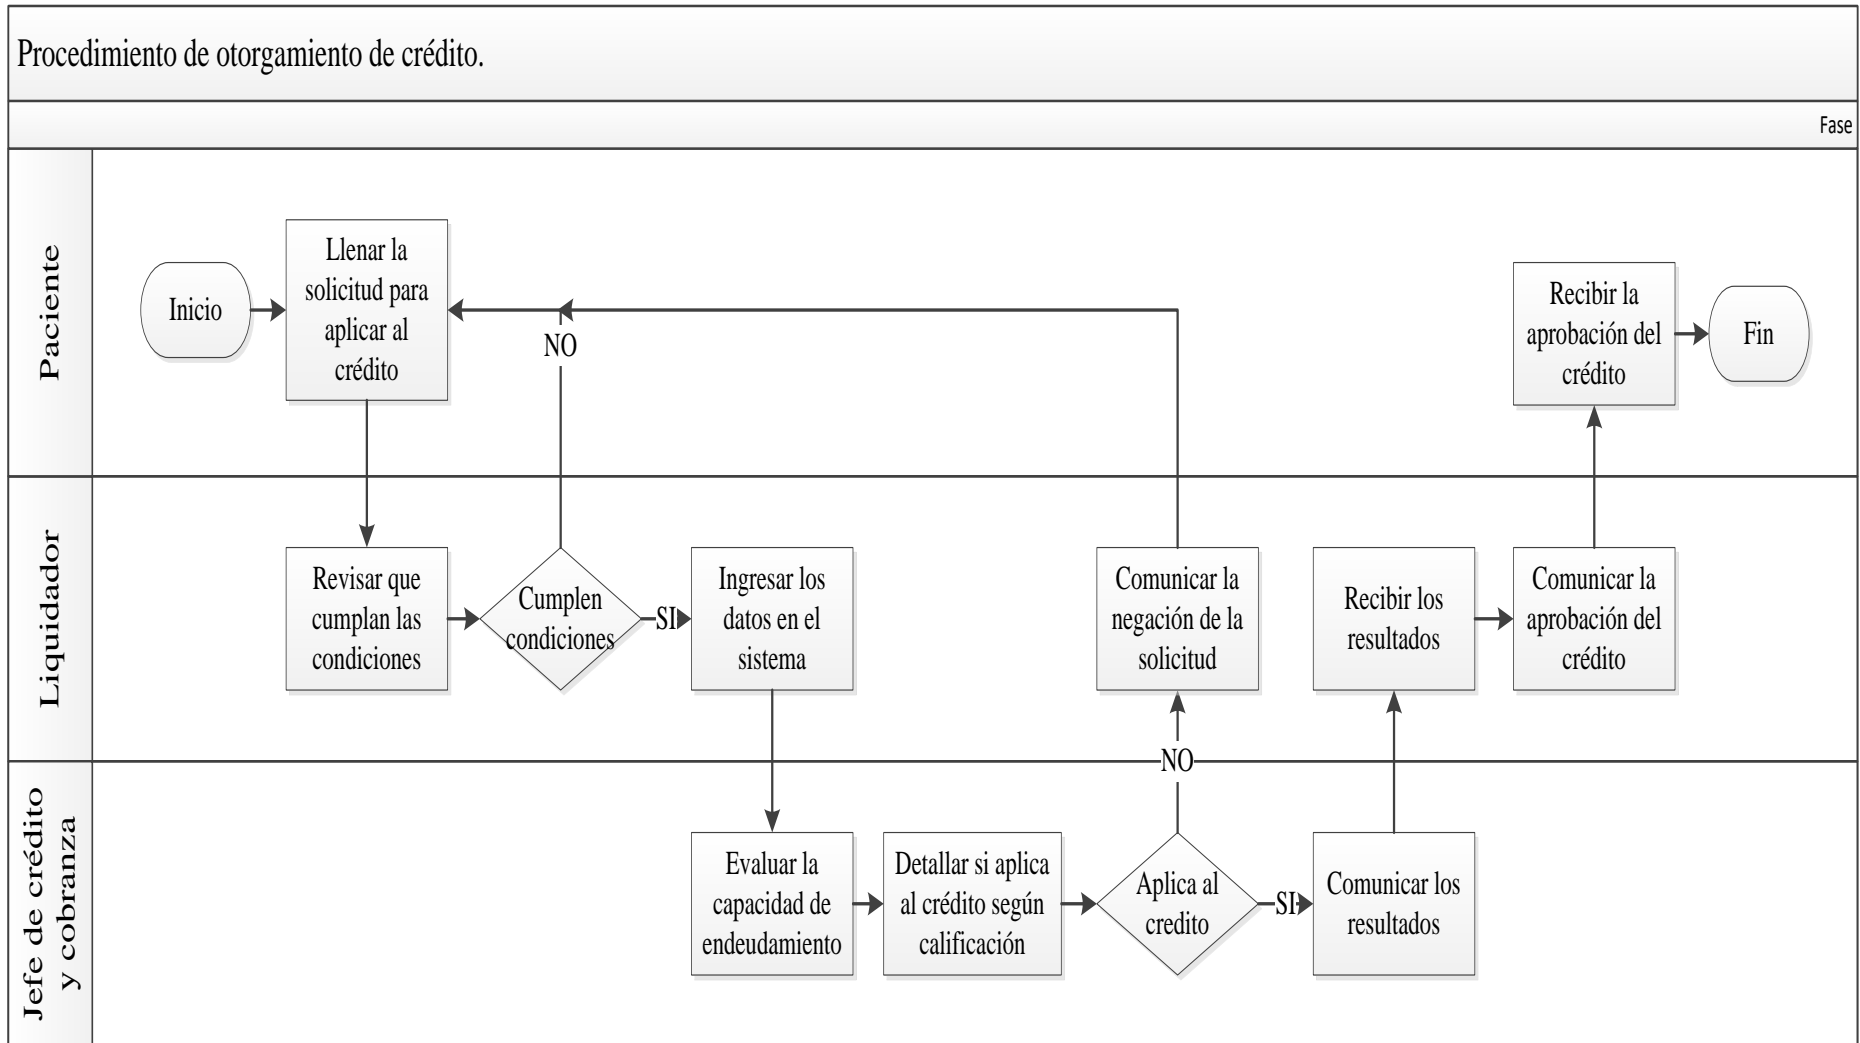 Procedimiento de otorgamiento de crédito.
Fase
Paciente
Inicio
Llenar la
solicitud para
aplicar al
crédito
NO
Recibir la
aprobación del
crédito
Fin
Liquidador
Revisar que
cumplan las
condiciones
Cumplen
condiciones
SI
Ingresar los
datos en el
sistema
Comunicar la
negación de la
solicitud
Recibir los
resultados
Comunicar la
aprobación del
crédito
NO
Jefe de crédito
y cobranza
Evaluar la
capacidad de
endeudamiento
Detallar si aplica
al crédito según
calificación
Aplica al
credito
SI
Comunicar los
resultados